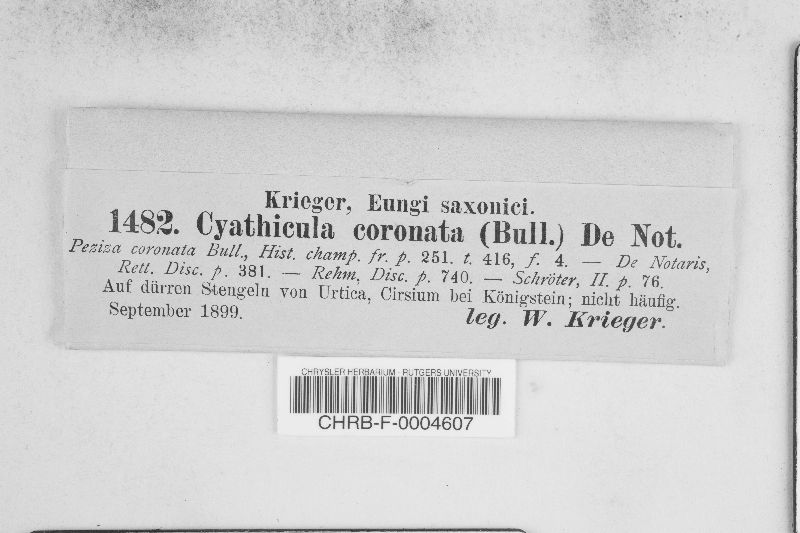 Krieger, Fungi saxonici.
1482. Cyathicula coronata (Bull.) De Not.
Peziza coronata Bull., Hist. champ. fr. p. 251. t. 416, f. 4. — De Notaris,
Rett. Disc. p. 381. — Rehm, Disc. p. 740. — Schröter, II. p. 76.
Auf dürren Stengeln von Urtica, Cirsium bei Königstein; nicht häufig.
September 1899. leg. W. Krieger.
CHRYSLER HERBARIUM - RUTGERS UNIVERSITY
CHRB-F-0004607